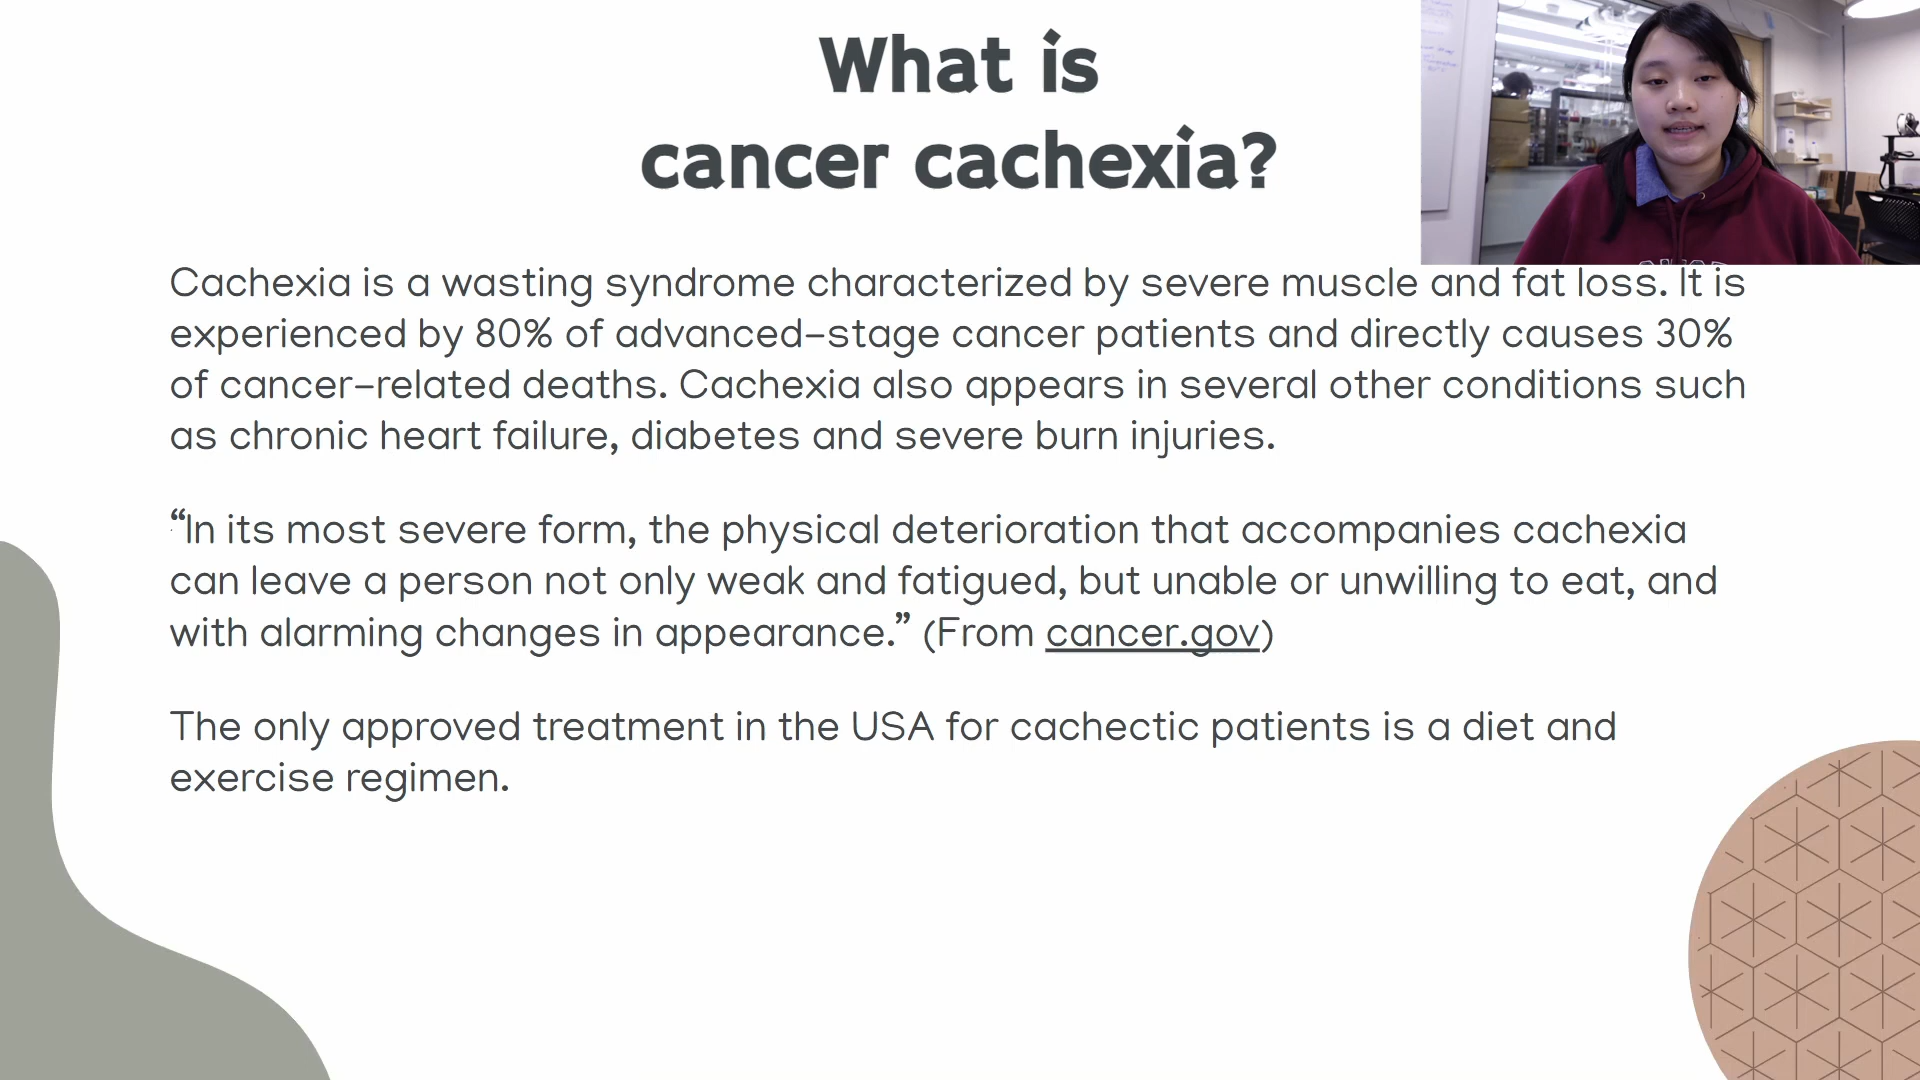 What is
cancer cachexia?
Cachexia is a wasting syndrome characterized by severe muscle and fat loss. It is
experienced by 80% of advanced-stage cancer patients and directly causes 30%
of cancer-related deaths. Cachexia also appears in several other conditions such
as chronic heart failure, diabetes and severe burn injuries.
“In its most severe form, the physical deterioration that accompanies cachexia
can leave a person not only weak and fatigued, but unable or unwilling to eat, and
with alarming changes in appearance.” (From cancer.gov)
The only approved treatment in the USA for cachectic patients is a diet and
exercise regimen.